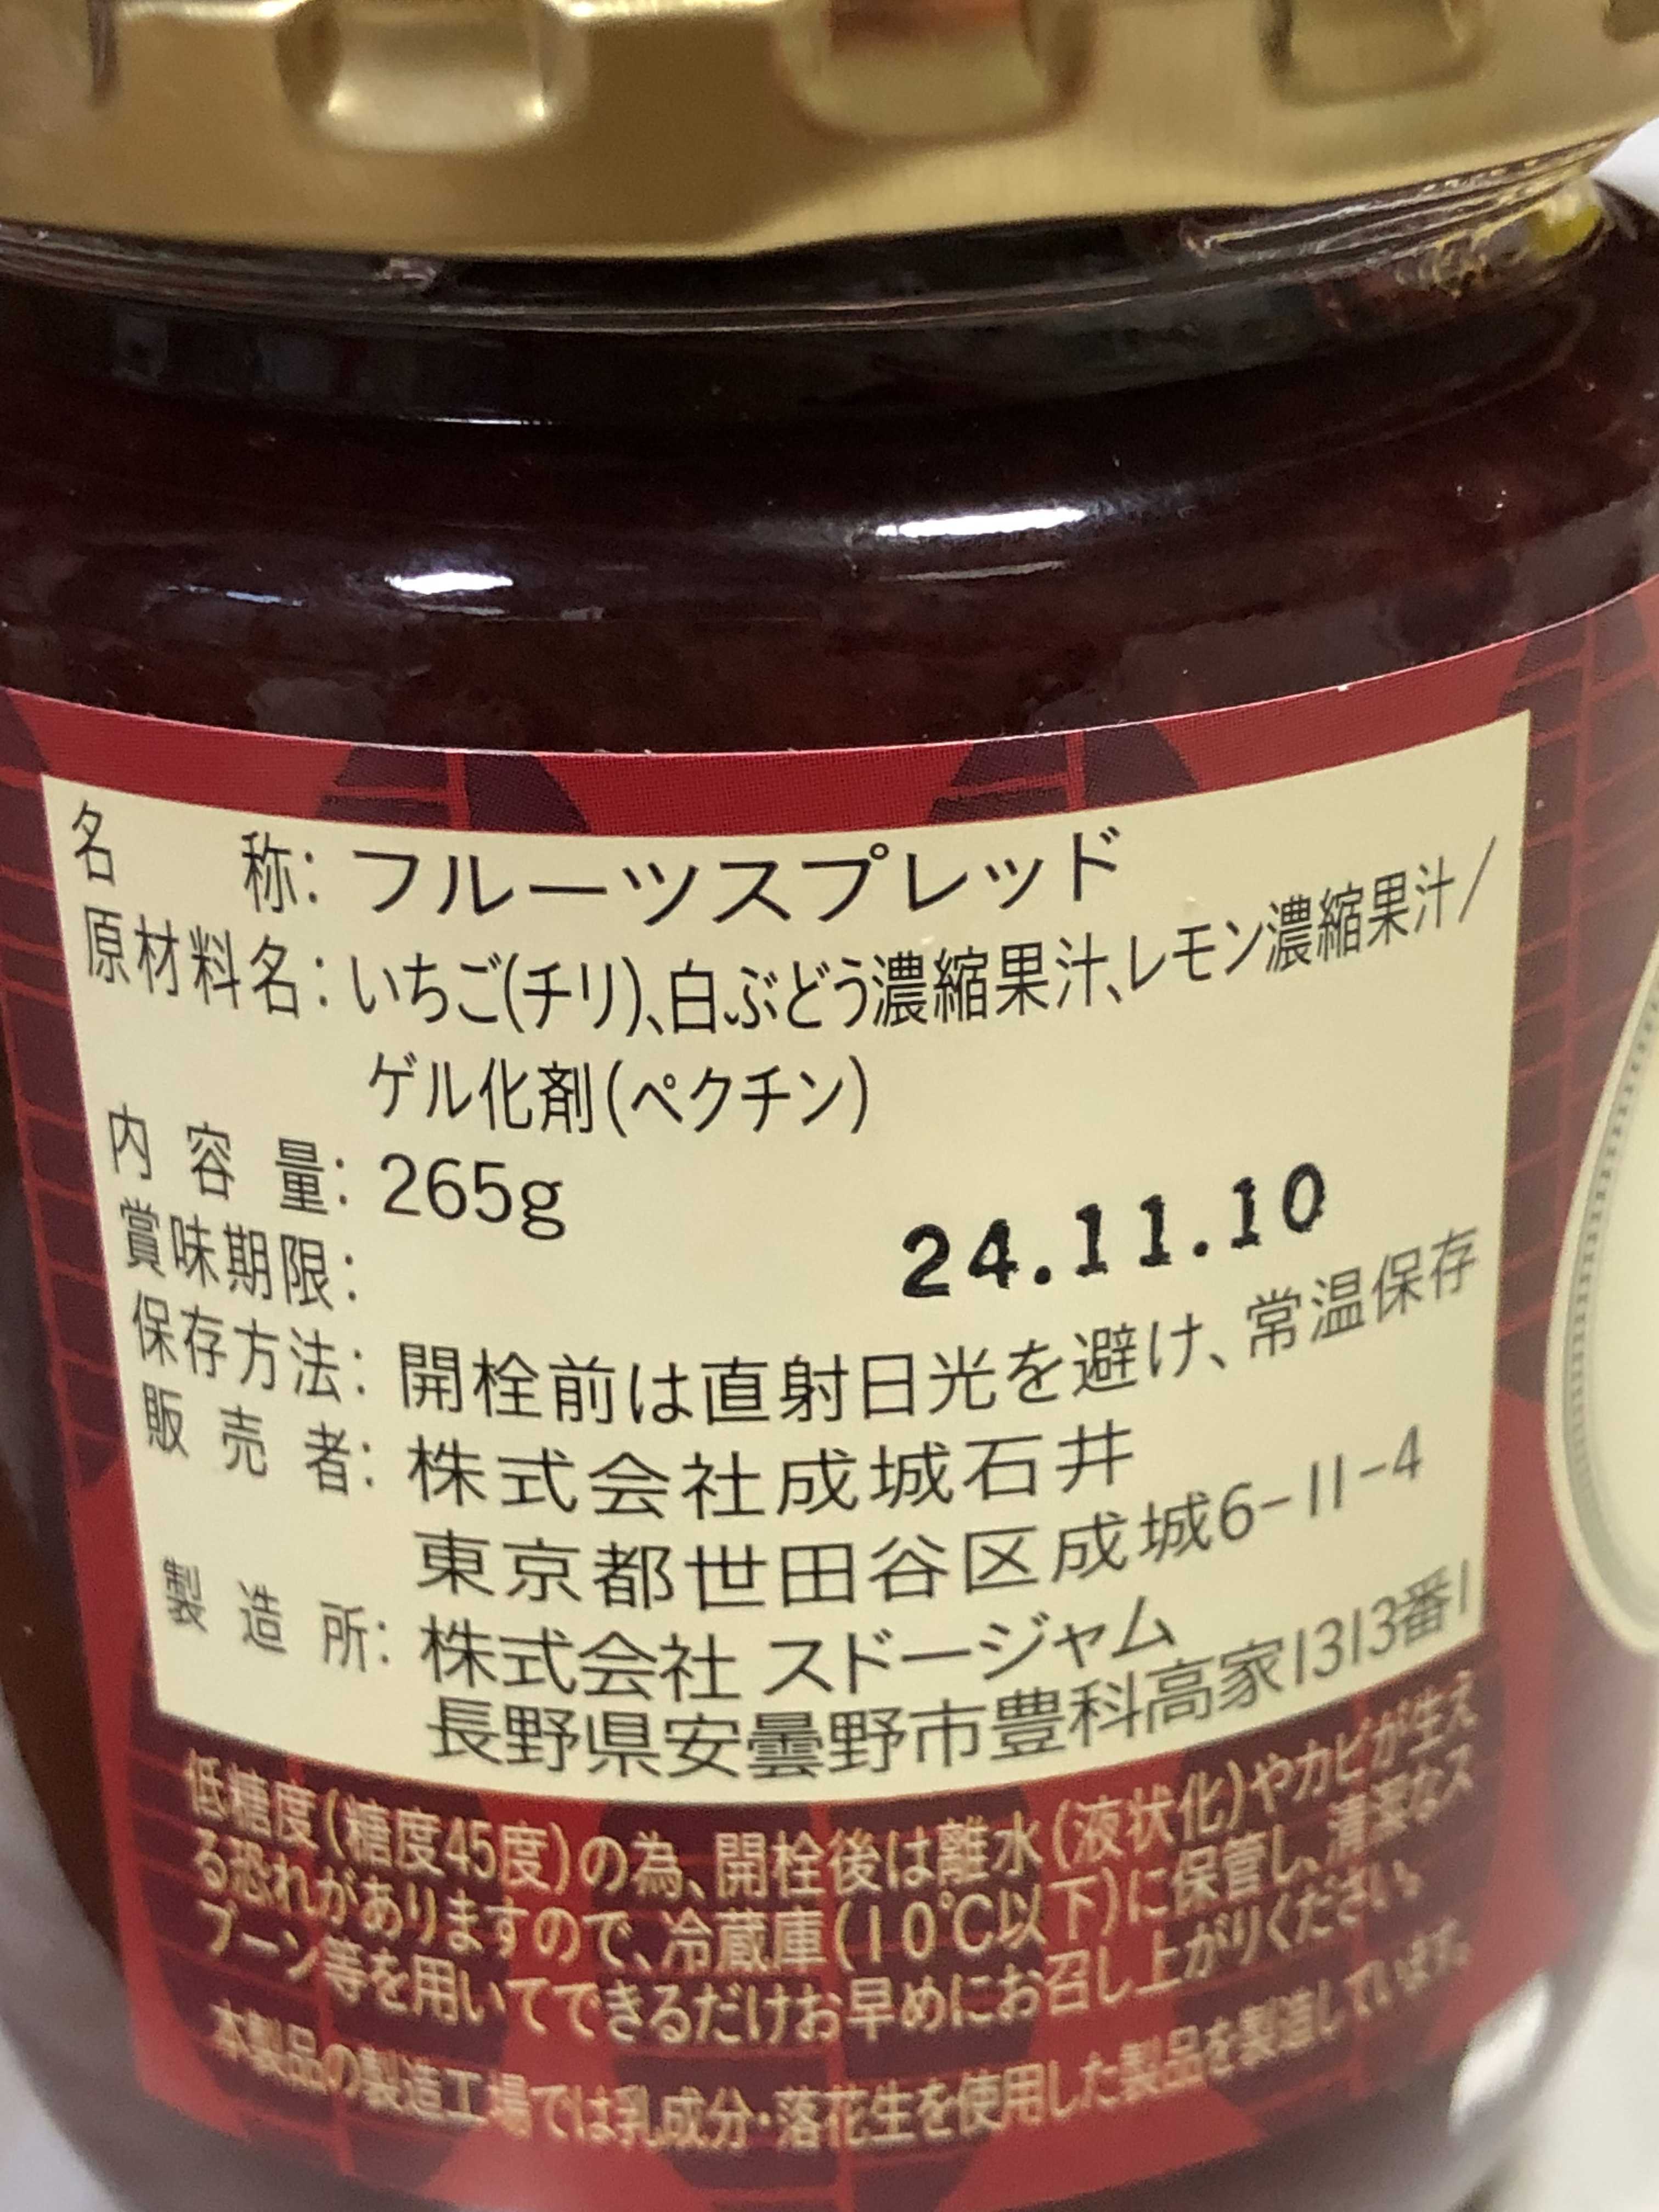 名称:フルーツスプレッド
原材料名:いちご(チリ)、白ぶどう濃縮果汁、レモン濃縮果汁/
ゲル化剤(ペクチン)
内容量:265g
賞味期限: 24.11.10
保存方法:開栓前は直射日光を避け、常温保存
販売者:株式会社成城石井
東京都世田谷区成城6-11-4
製造所:株式会社 スドージャム
長野県安曇野市豊科高家1313番1
低糖度(糖度45度)の為、開栓後は離水(液状化)やカビが生え
る恐れがありますので、冷蔵庫(10℃以下)に保管し、清潔なス
プーン等を用いてできるだけお早めにお召し上がりください。
本製品の製造工場では乳成分・落花生を使用した製品を製造しています。